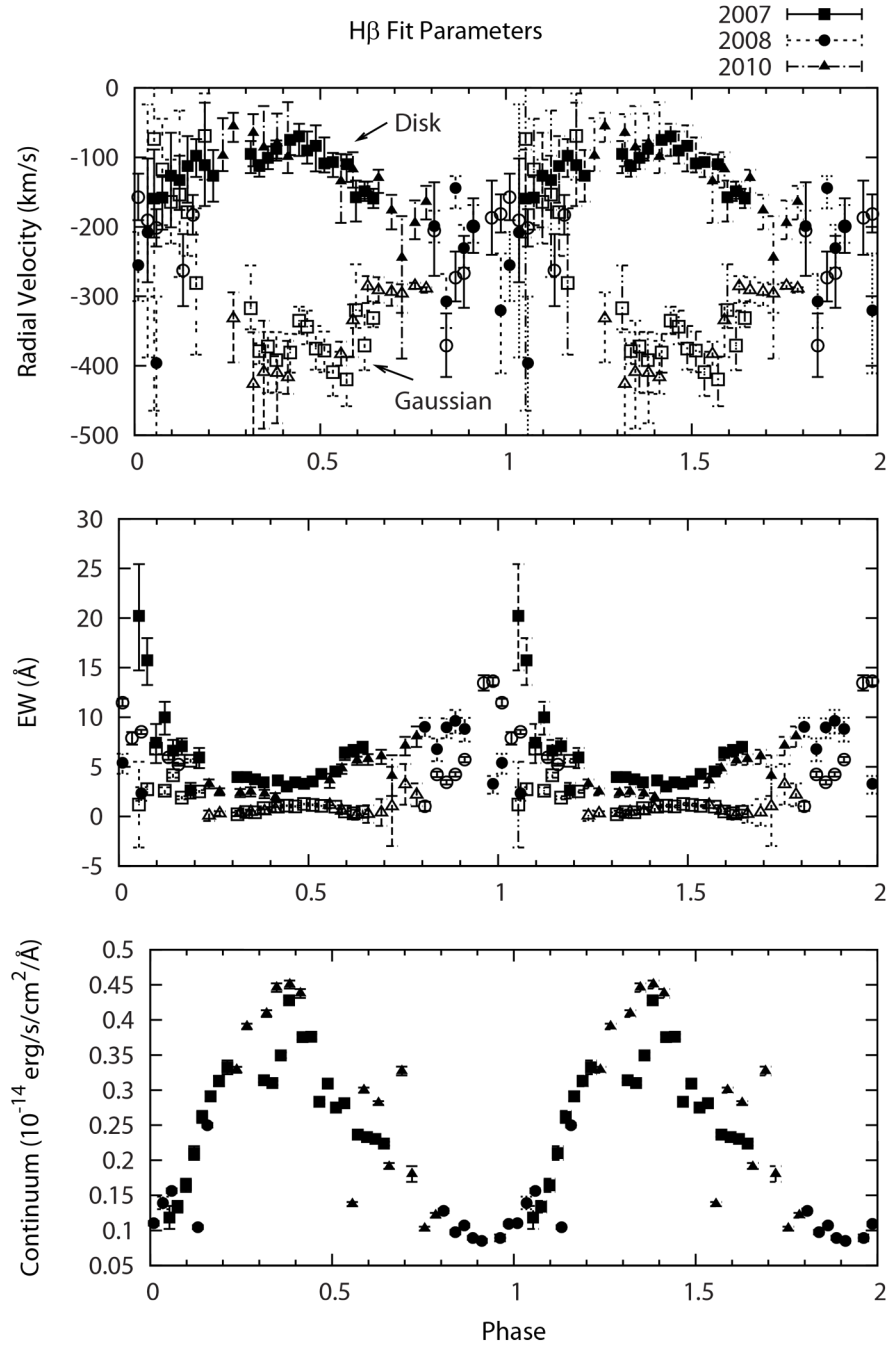 Hβ Fit Parameters
2007
2008
2010
Radial Velocity (km/s)
0
-100
-200
-300
-400
-500
Disk
Gaussian
0 0.5 1 1.5 2
EW (Å)
30
25
20
15
10
5
0
-5
0 0.5 1 1.5 2
Continuum (10⁻¹⁴ erg/s/cm²/Å)
0.5
0.45
0.4
0.35
0.3
0.25
0.2
0.15
0.1
0.05
0 0.5 1 1.5 2
Phase